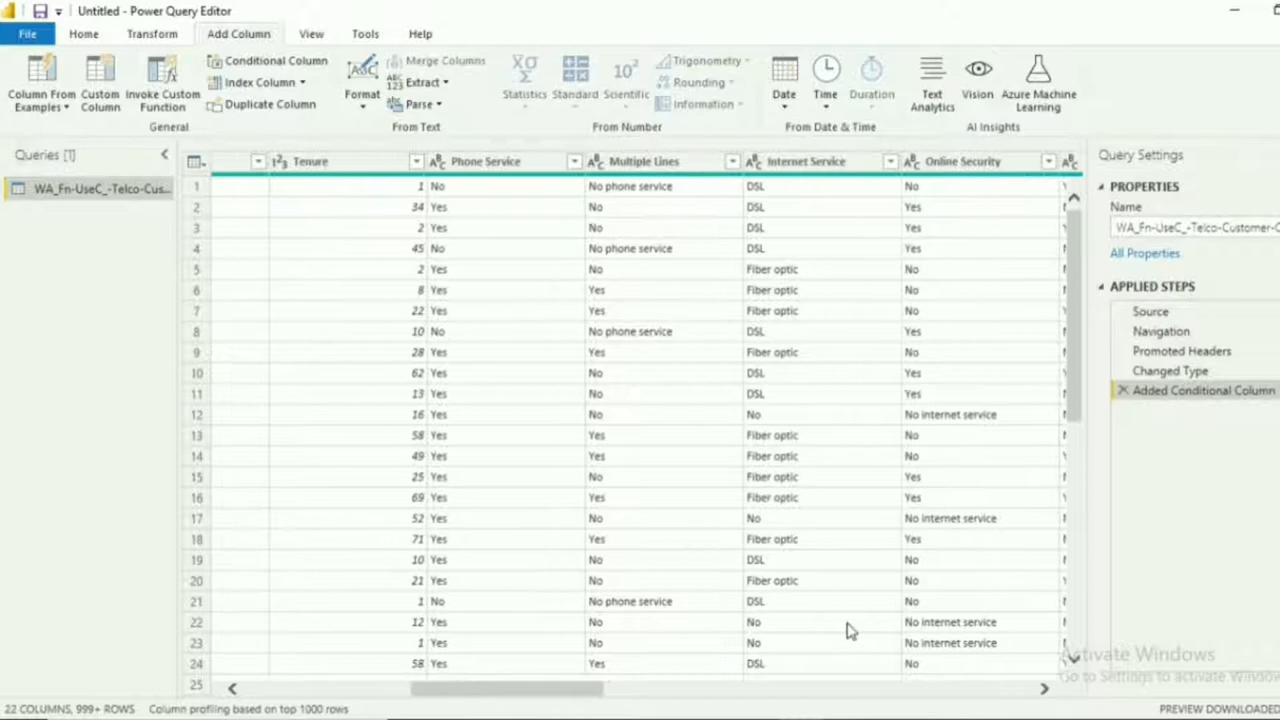 Untitled - Power Query Editor
File Home Transform Add Column View Tools Help
Column From Examples
Custom Column
Invoke Custom Function
Conditional Column
Index Column
Duplicate Column
General
Format
Merge Columns
Extract
Parse
From Text
Statistics
Standard
Scientific
Trigonometry
Rounding
Information
From Number
Date
Time
Duration
From Date & Time
Text Analytics
Vision
Azure Machine Learning
AI Insights
Queries [1]
WA_Fn-UseC_-Telco-Cus...
Tenure Phone Service Multiple Lines Internet Service Online Security
1 1 No No phone service DSL No
2 34 Yes No DSL Yes
3 2 Yes No DSL Yes
4 45 No No phone service DSL Yes
5 2 Yes No Fiber optic No
6 8 Yes Yes Fiber optic No
7 22 Yes Yes Fiber optic No
8 10 No No phone service DSL Yes
9 28 Yes Yes Fiber optic No
10 62 Yes No DSL Yes
11 13 Yes No DSL Yes
12 16 Yes No No No internet service
13 58 Yes Yes Fiber optic No
14 49 Yes Yes Fiber optic No
15 25 Yes No Fiber optic Yes
16 69 Yes Yes Fiber optic Yes
17 52 Yes No No No internet service
18 71 Yes Yes Fiber optic Yes
19 10 Yes No DSL No
20 21 Yes No Fiber optic No
21 1 No No phone service DSL No
22 12 Yes No No No internet service
23 1 Yes No No No internet service
24 58 Yes Yes DSL No
25
Query Settings
PROPERTIES
Name
WA_Fn-UseC_-Telco-Customer-C
All Properties
APPLIED STEPS
Source
Navigation
Promoted Headers
Changed Type
Added Conditional Column
Activate Windows
Go to Settings to activate Window
22 COLUMNS, 999+ ROWS Column profiling based on top 1000 rows
PREVIEW DOWNLOADED